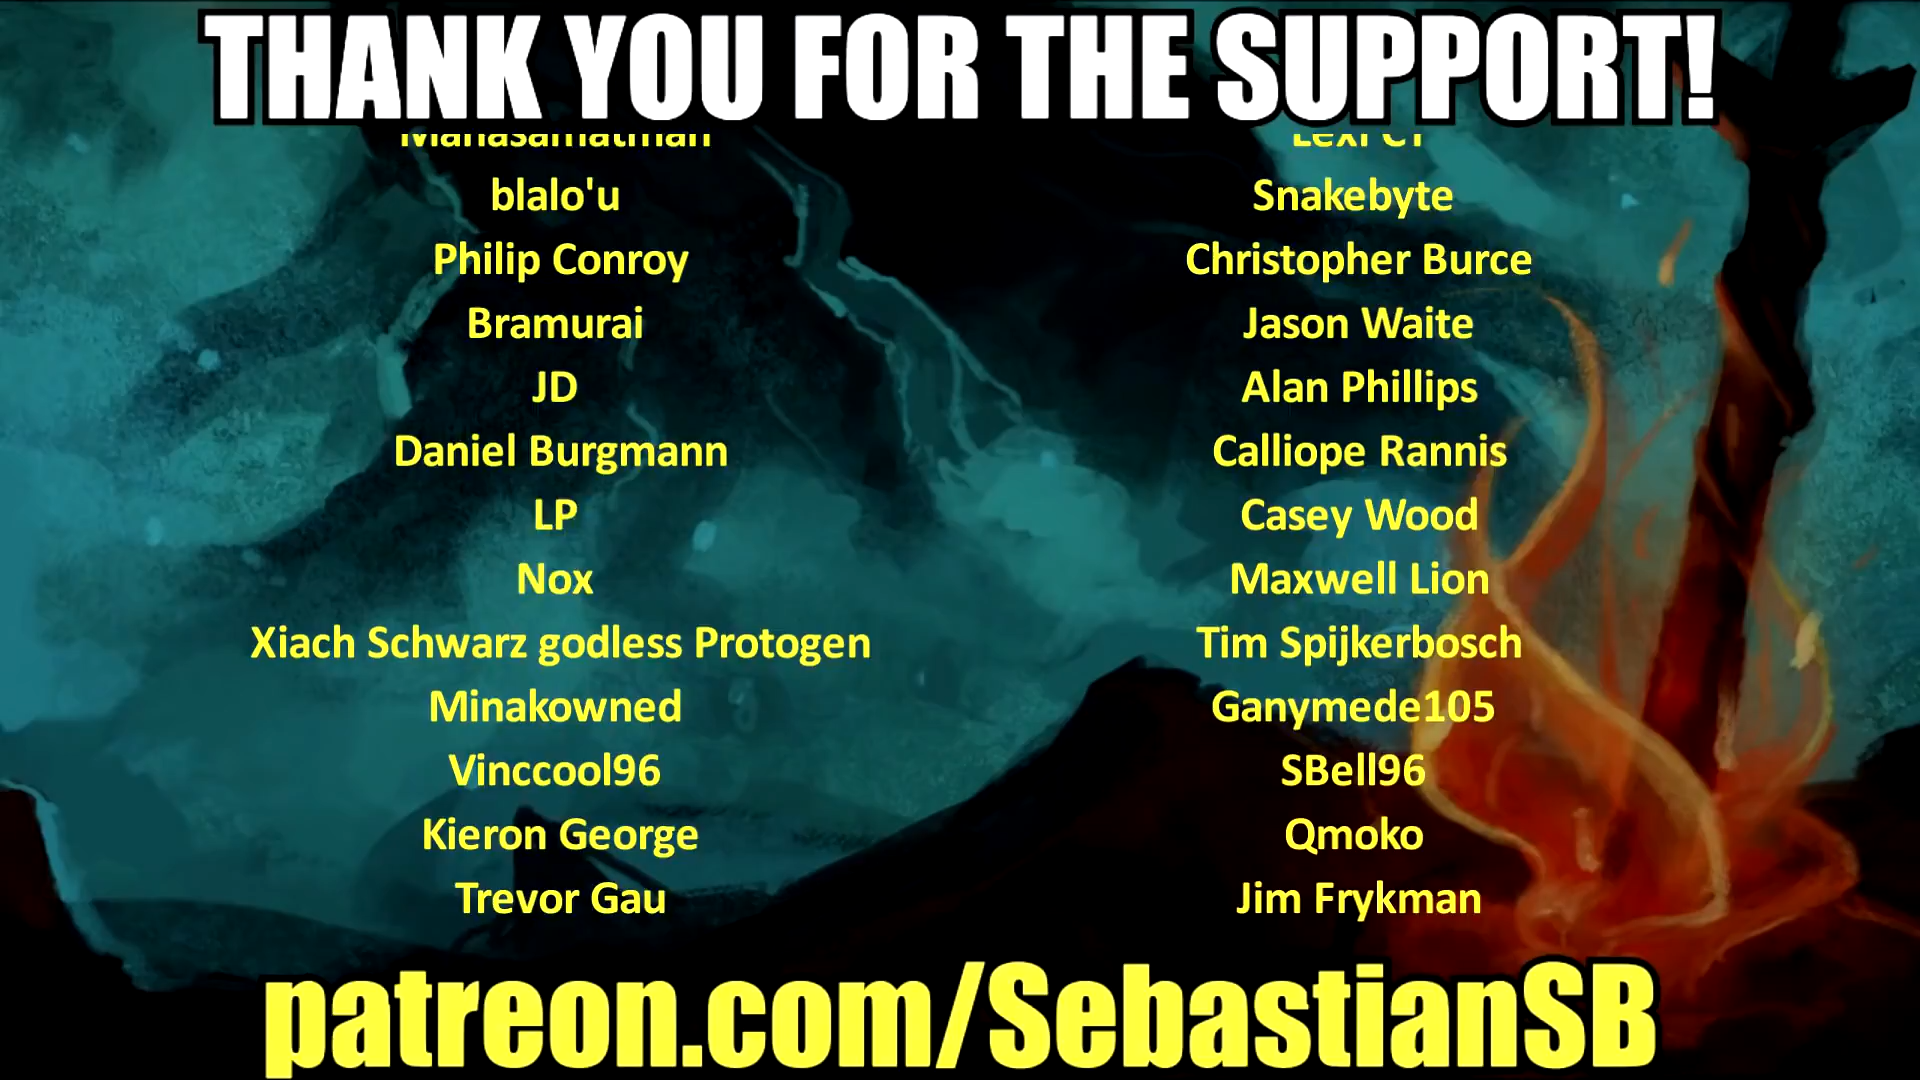 THANK YOU FOR THE SUPPORT!
blalo'u
Philip Conroy
Bramurai
JD
Daniel Burgmann
LP
Nox
Xiach Schwarz godless Protogen
Minakowned
Vinccool96
Kieron George
Trevor Gau
Snakebyte
Christopher Burce
Jason Waite
Alan Phillips
Calliope Rannis
Casey Wood
Maxwell Lion
Tim Spijkerbosch
Ganymede105
SBell96
Qmoko
Jim Frykman
patreon.com/SebastianSB